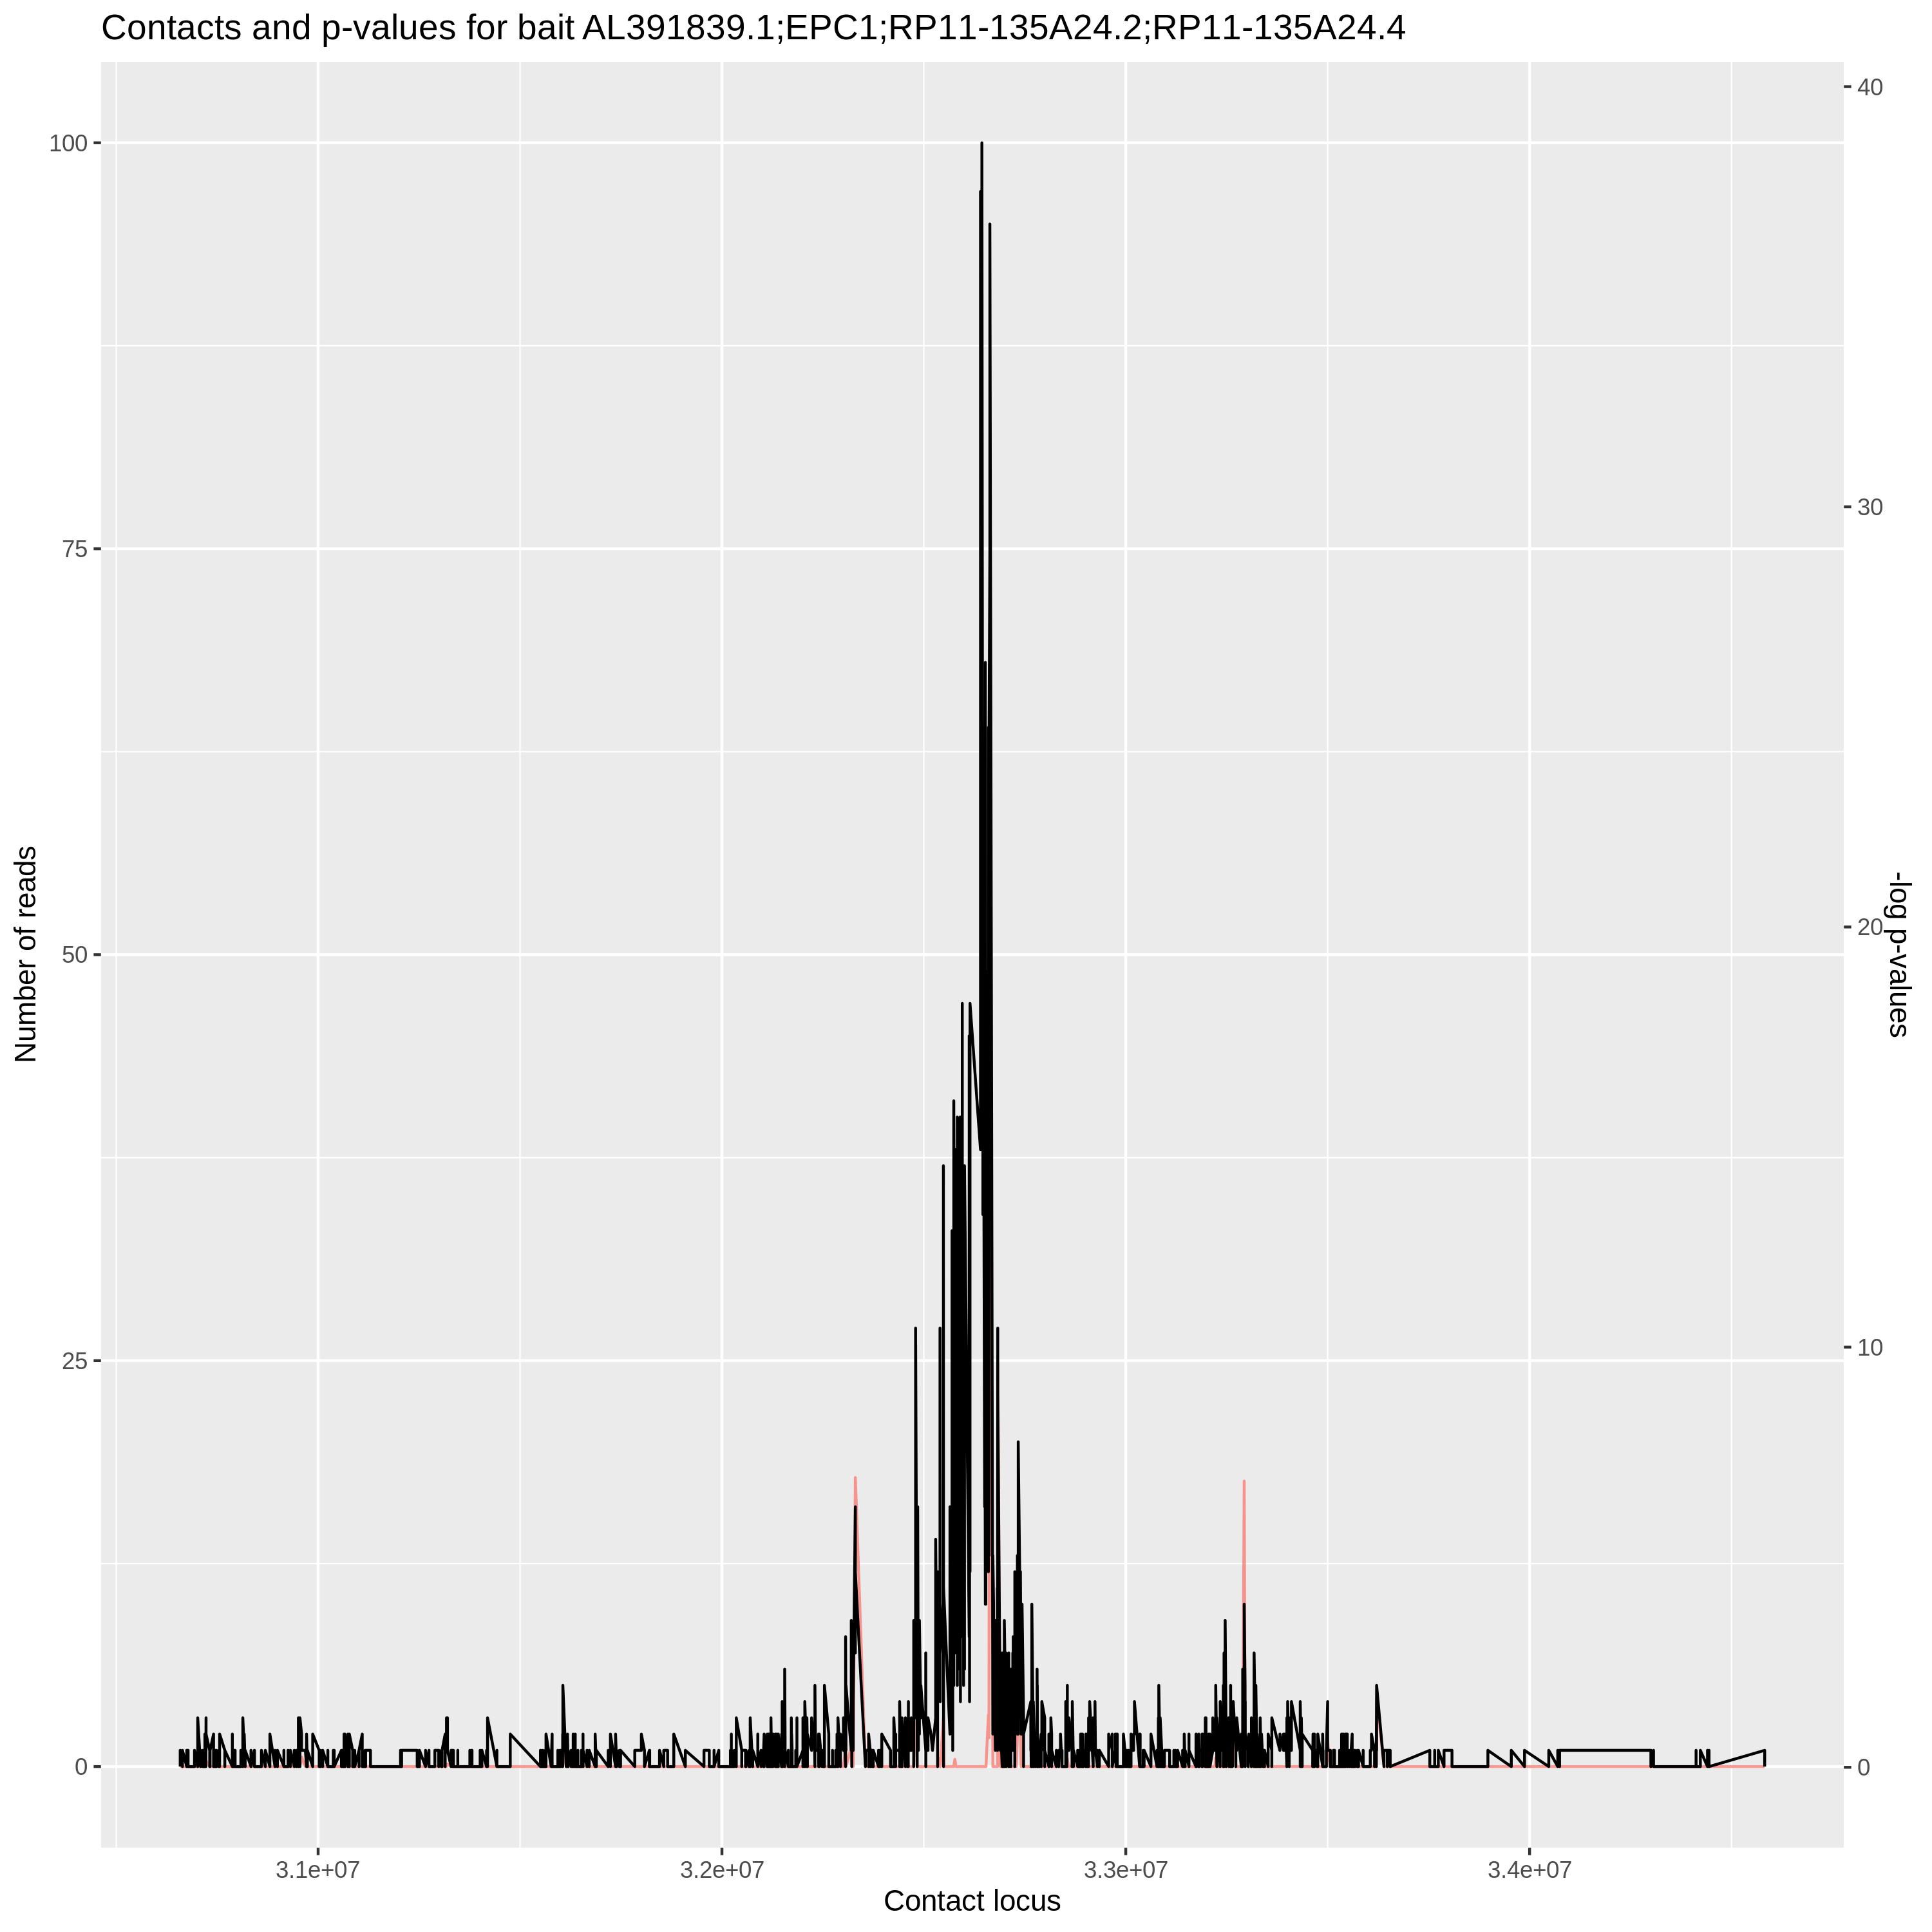 Contacts and p-values for bait AL391839.1;EPC1;RP11-135A24.2;RP11-135A24.4
100
75
50
25
0
Number of reads
40
30
20
10
0
-log p-values
3.1e+07
3.2e+07
3.3e+07
3.4e+07
Contact locus